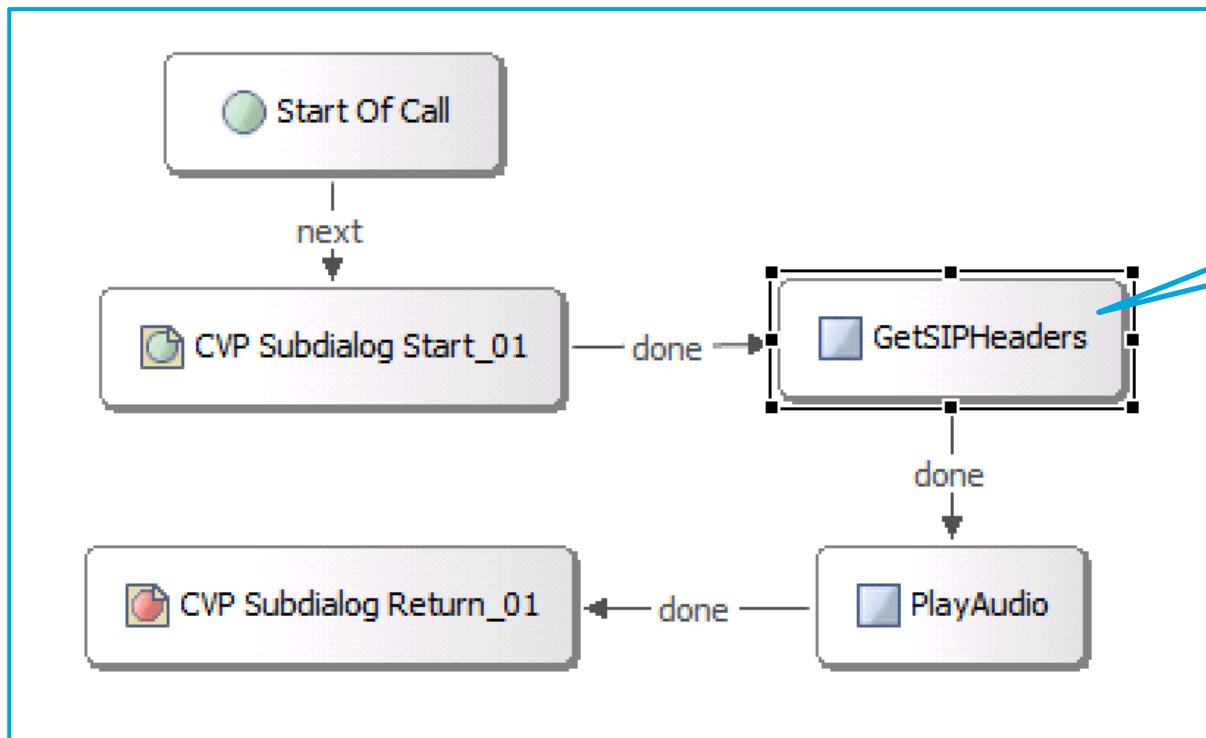 Start Of Call
next
CVP Subdialog Start_01
done
GetSIPHeaders
done
PlayAudio
done
CVP Subdialog Return_01